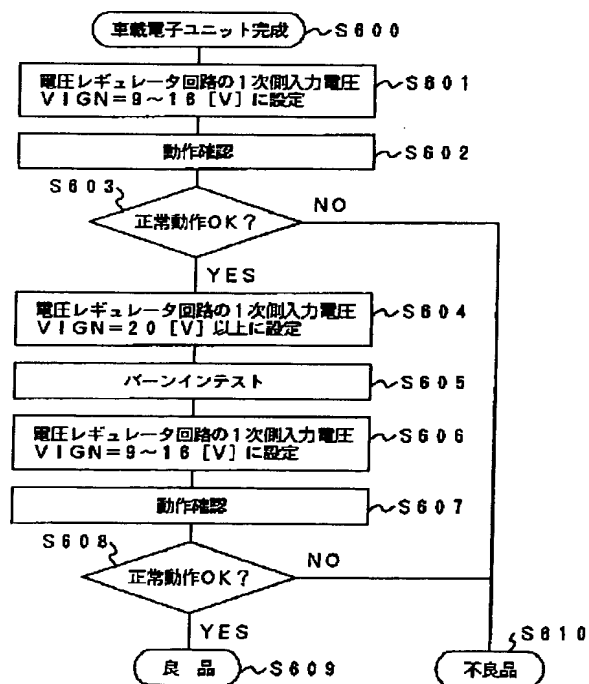 車載電子ユニット完成 S600
電圧レギュレータ回路の1次側入力電圧 S601
VIGN=9~16[V]に設定
動作確認 S602
S603
正常動作OK?
NO
YES
電圧レギュレータ回路の1次側入力電圧 S604
VIGN=20[V]以上に設定
バーンインテスト S605
電圧レギュレータ回路の1次側入力電圧 S606
VIGN=9~16[V]に設定
動作確認 S607
S608
正常動作OK?
NO
YES
良 品 S609
S610
不良品